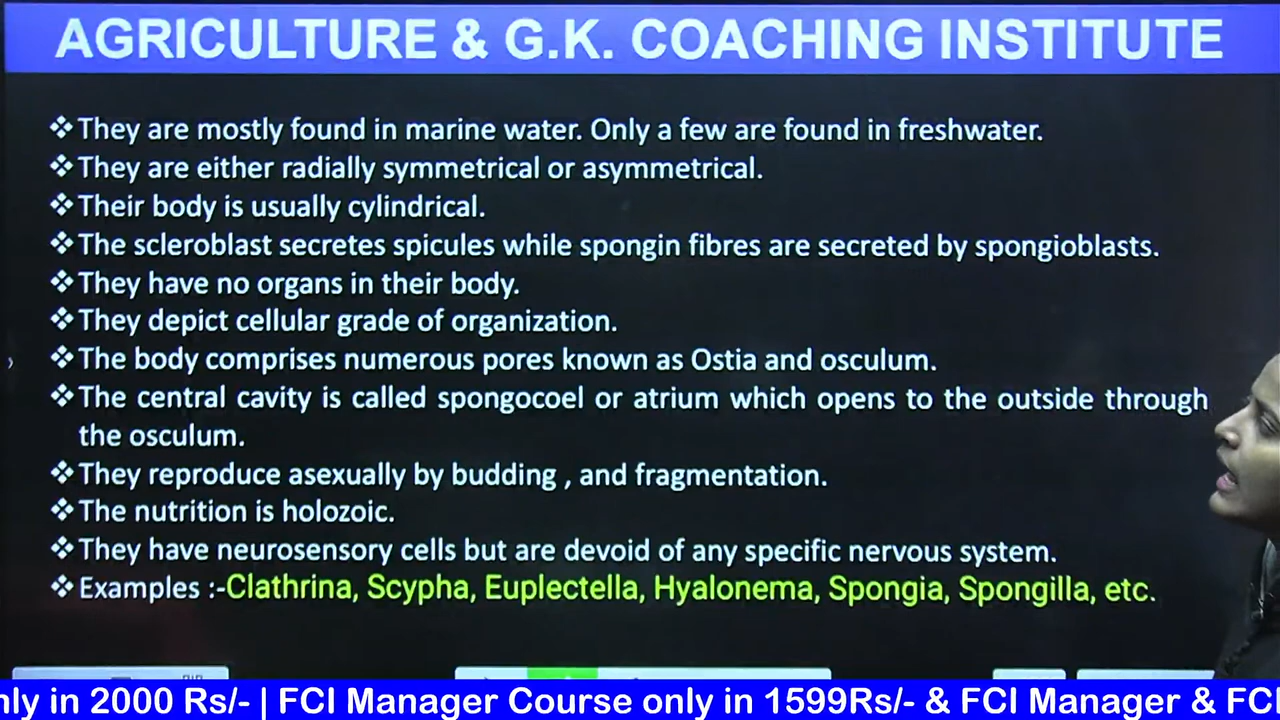 AGRICULTURE & G.K. COACHING INSTITUTE
❖They are mostly found in marine water. Only a few are found in freshwater.
❖They are either radially symmetrical or asymmetrical.
❖Their body is usually cylindrical.
❖The scleroblast secretes spicules while spongin fibres are secreted by spongioblasts.
❖They have no organs in their body.
❖They depict cellular grade of organization.
❖The body comprises numerous pores known as Ostia and osculum.
❖The central cavity is called spongocoel or atrium which opens to the outside through
the osculum.
❖They reproduce asexually by budding , and fragmentation.
❖The nutrition is holozoic.
❖They have neurosensory cells but are devoid of any specific nervous system.
❖Examples :-Clathrina, Scypha, Euplectella, Hyalonema, Spongia, Spongilla, etc.
in 2000 Rs/- | FCI Manager Course only in 1599Rs/- & FCI Manager &